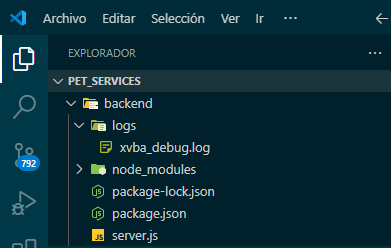 Archivo Editar Selección Ver Ir ···
EXPLORADOR
PET_SERVICES
backend
logs
xvba_debug.log
792
node_modules
package-lock.json
package.json
JS server.js